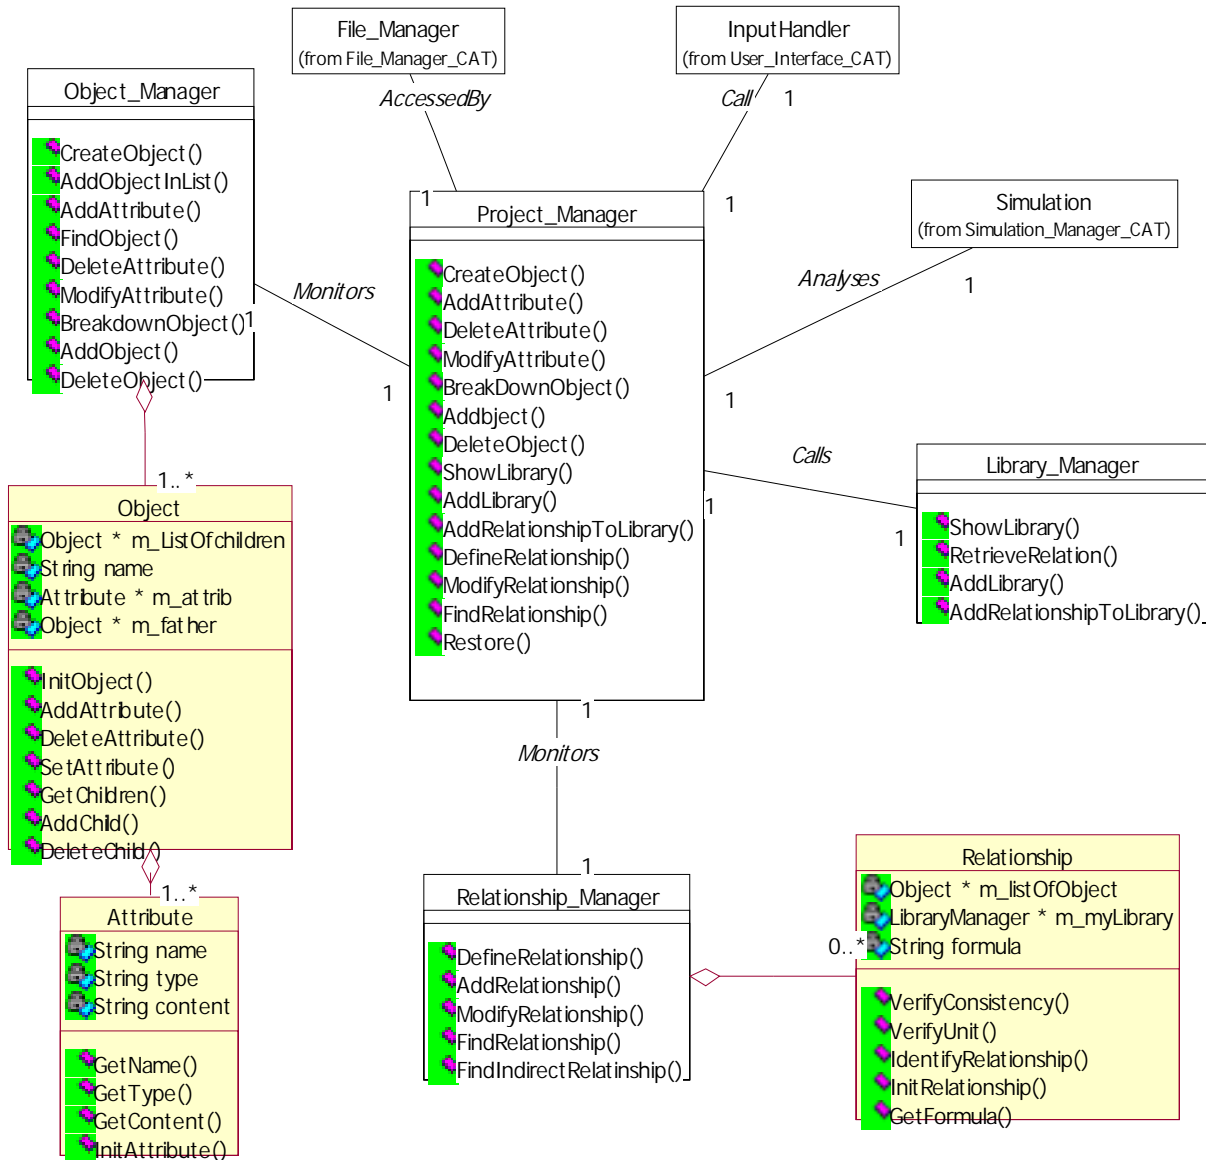 File_Manager
(from File_Manager_CAT)
InputHandler
(from User_Interface_CAT)
AccessedBy
Call
1
Object_Manager
CreateObject()
AddObjectInList()
AddAttribute()
FindObject()
DeleteAttribute()
ModifyAttribute()
BreakdownObject()
AddObject()
DeleteObject()
1
Monitors
1
1
1
Project_Manager
CreateObject()
AddAttribute()
DeleteAttribute()
ModifyAttribute()
BreakDownObject()
Addbject()
DeleteObject()
ShowLibrary()
AddLibrary()
AddRelationshipToLibrary()
DefineRelationship()
ModifyRelationship()
FindRelationship()
Restore()
Simulation
(from Simulation_Manager_CAT)
Analyses
1
1
Calls
1
1
Library_Manager
ShowLibrary()
RetrieveRelation()
AddLibrary()
AddRelationshipToLibrary()
1..*
Object
Object * m_ListOfchildren
String name
Attribute * m_attrib
Object * m_father
InitObject()
AddAttribute()
DeleteAttribute()
SetAttribute()
GetChildren()
AddChild()
DeleteChild()
1..*
Attribute
String name
String type
String content
GetName()
GetType()
GetContent()
InitAttribute()
1
Monitors
1
Relationship_Manager
DefineRelationship()
AddRelationship()
ModifyRelationship()
FindRelationship()
FindIndirectRelatinship()
0..*
Relationship
Object * m_listOfObject
LibraryManager * m_myLibrary
String formula
VerifyConsistency()
VerifyUnit()
IdentifyRelationship()
InitRelationship()
GetFormula()